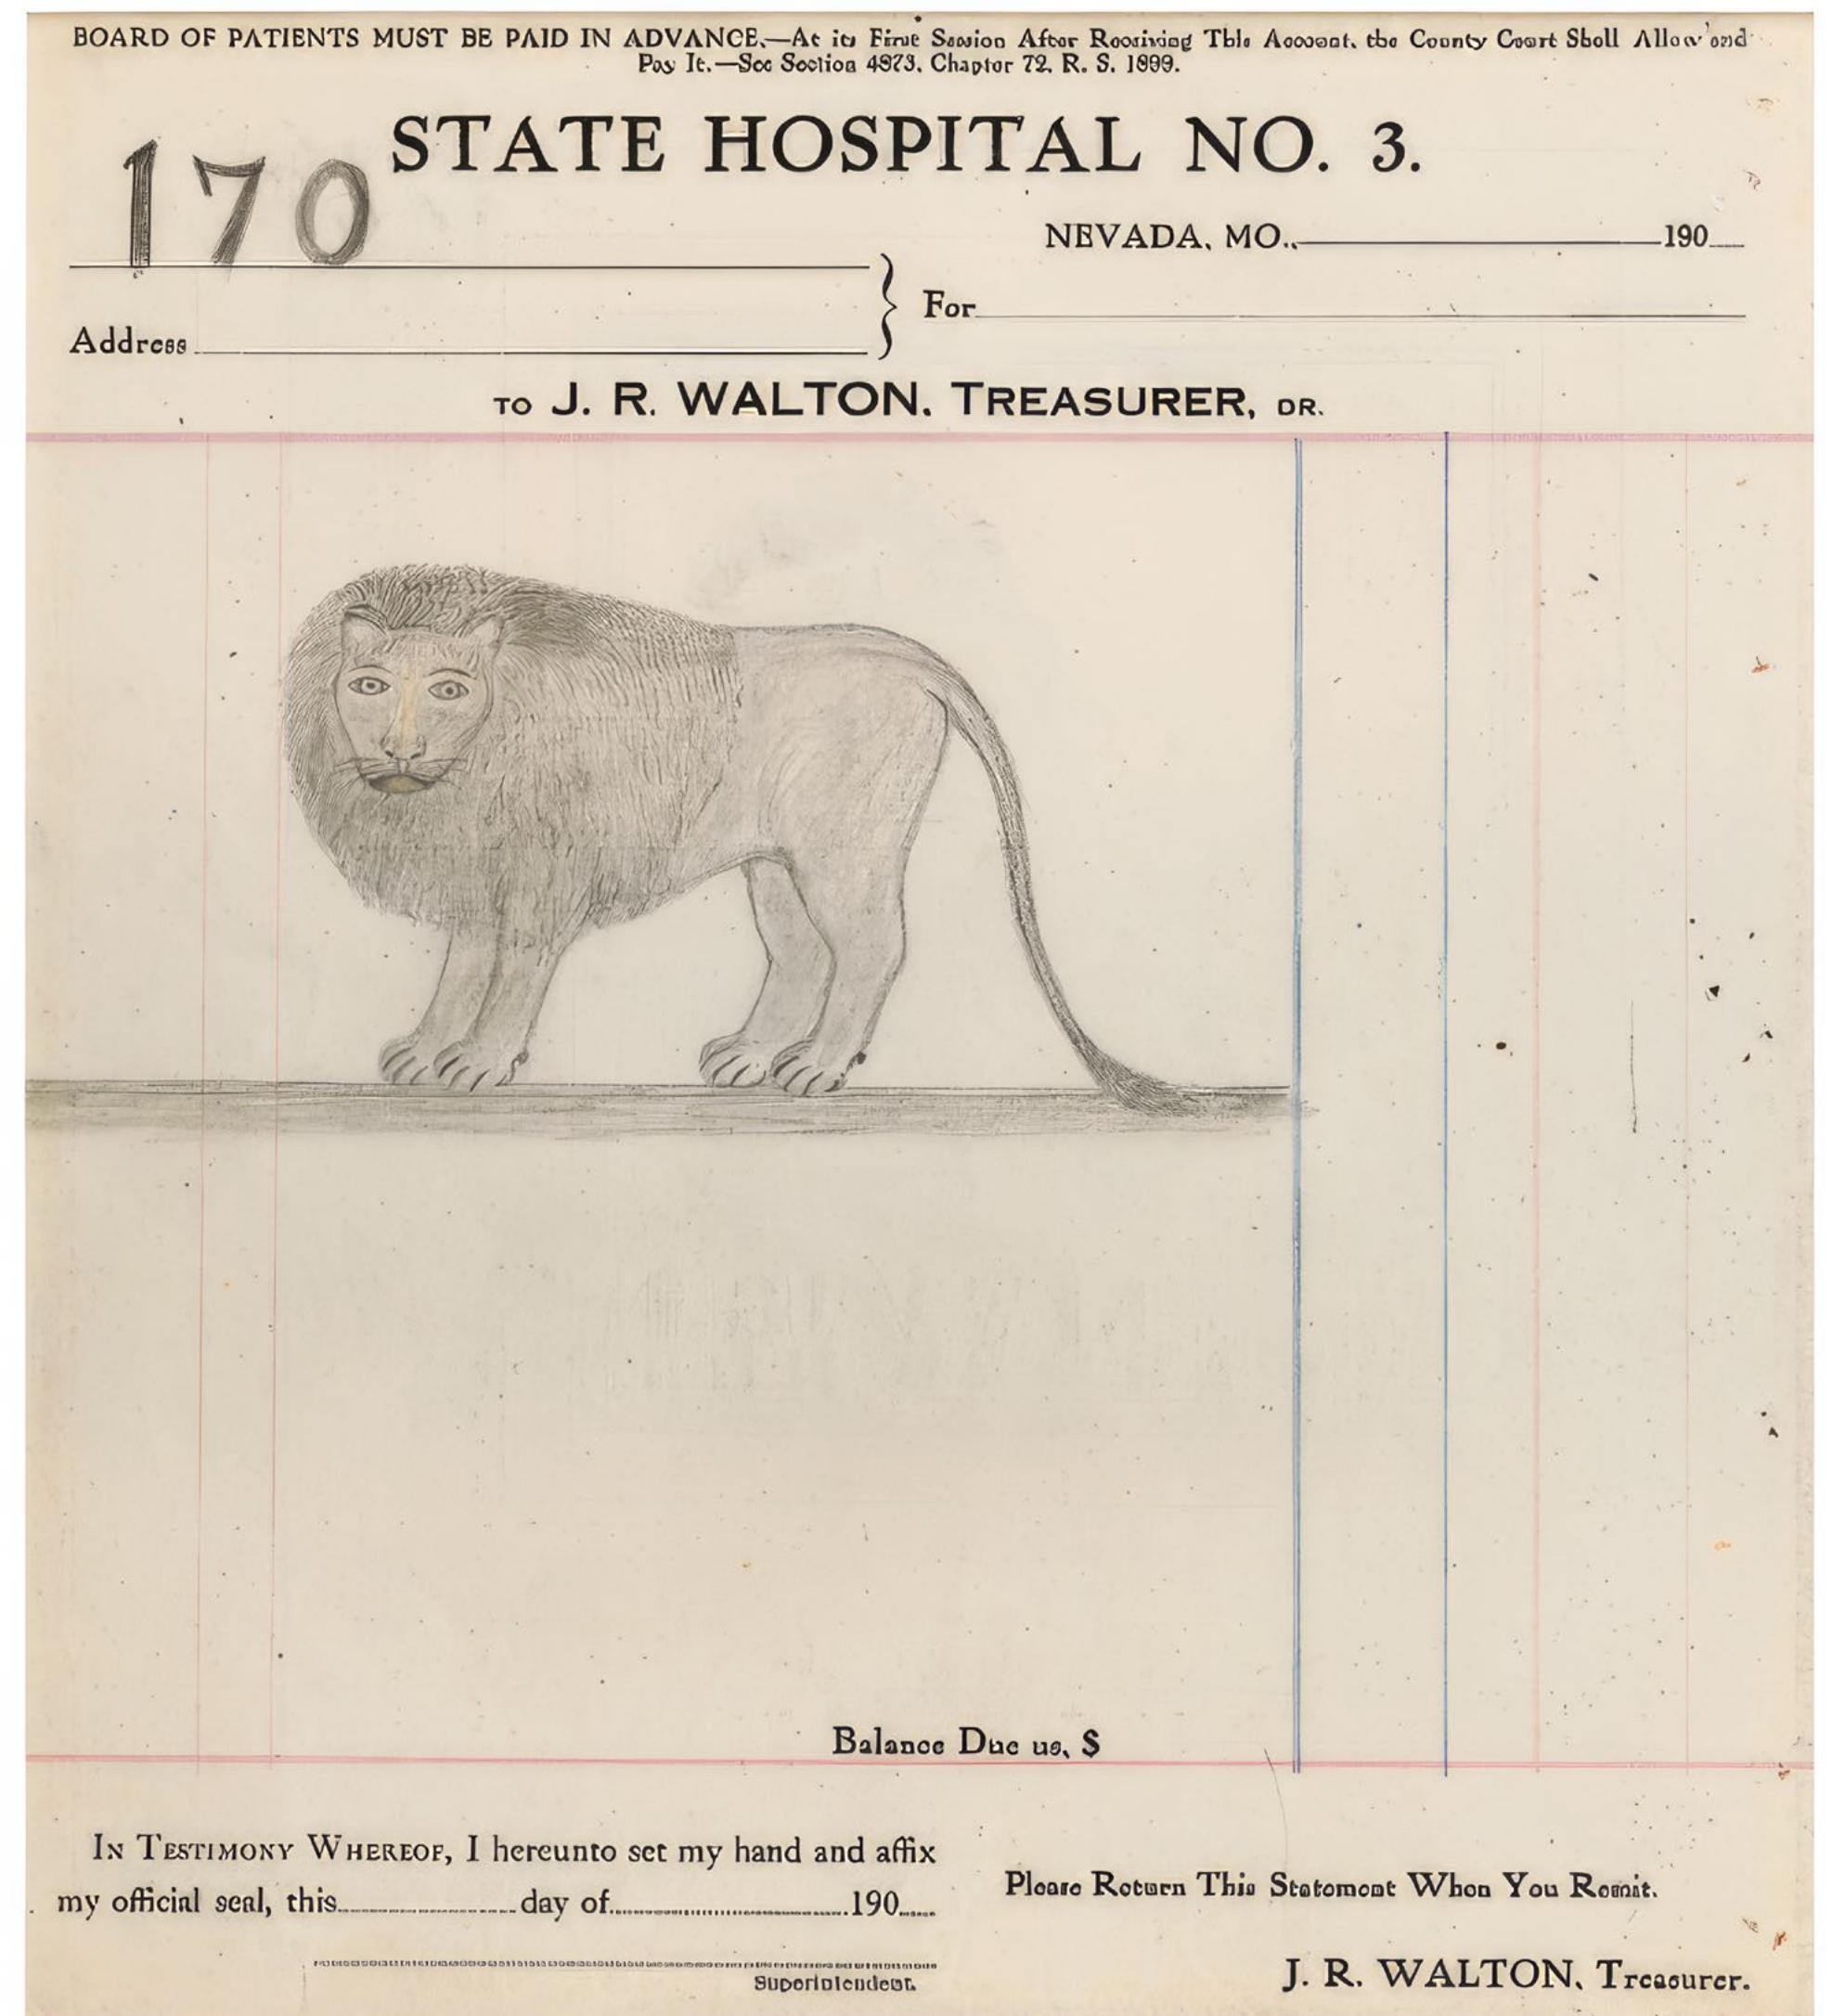 BOARD OF PATIENTS MUST BE PAID IN ADVANCE.—At its First Session After Receiving This Account, the County Court Shall Allow and
Pay It.—See Section Chapter 72, R. S. 1899.
STATE HOSPITAL NO. 3.
170
NEVADA, MO., 190
For
Address
TO J. R. WALTON, TREASURER, DR.
Balance Due us, $
IN TESTIMONY WHEREOF, I hereunto set my hand and affix
my official seal, this day of 190
Superintendent.
Please Return This Statement When You Remit.
J. R. WALTON, Treasurer.